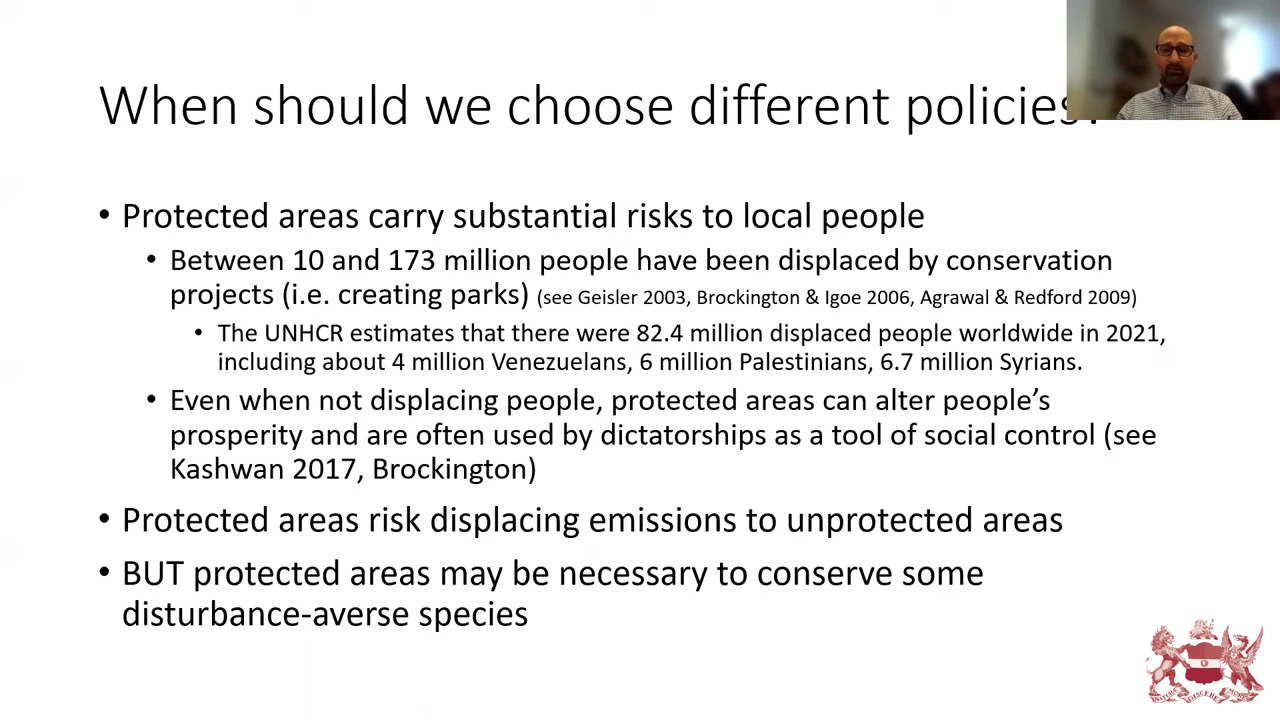 When should we choose different policies?
• Protected areas carry substantial risks to local people
• Between 10 and 173 million people have been displaced by conservation
projects (i.e. creating parks) (see Geisler 2003, Brockington & Igoe 2006, Agrawal & Redford 2009)
• The UNHCR estimates that there were 82.4 million displaced people worldwide in 2021,
including about 4 million Venezuelans, 6 million Palestinians, 6.7 million Syrians.
• Even when not displacing people, protected areas can alter people’s
prosperity and are often used by dictatorships as a tool of social control (see
Kashwan 2017, Brockington)
• Protected areas risk displacing emissions to unprotected areas
• BUT protected areas may be necessary to conserve some
disturbance-averse species
DISCERE